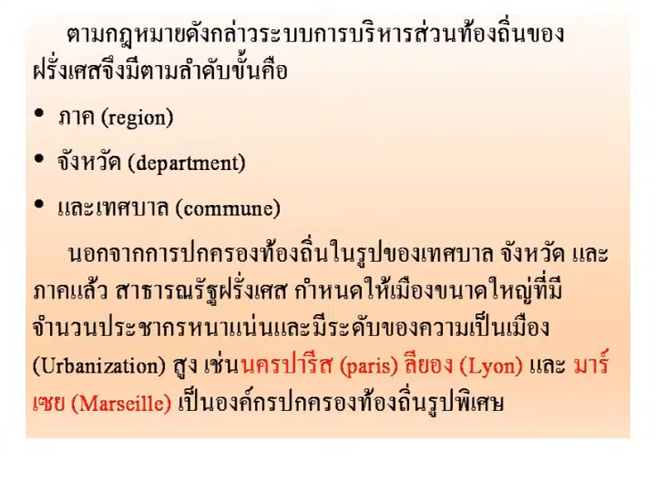 ตามกฎหมายดังกล่าวระบบการบริหารส่วนท้องถิ่นของ
ฝรั่งเศสจึงมีตามลำดับขั้นคือ
• ภาค (region)
• จังหวัด (department)
• และเทศบาล (commune)
นอกจากการปกครองท้องถิ่นในรูปของเทศบาล จังหวัด และ
ภาคแล้ว สาธารณรัฐฝรั่งเศส กำหนดให้เมืองขนาดใหญ่ที่มี
จำนวนประชากรหนาแน่นและมีระดับของความเป็นเมือง
(Urbanization) สูง เช่นนครปารีส (paris) ลียอง (Lyon) และ มาร์
เซย (Marseille) เป็นองค์กรปกครองท้องถิ่นรูปพิเศษ